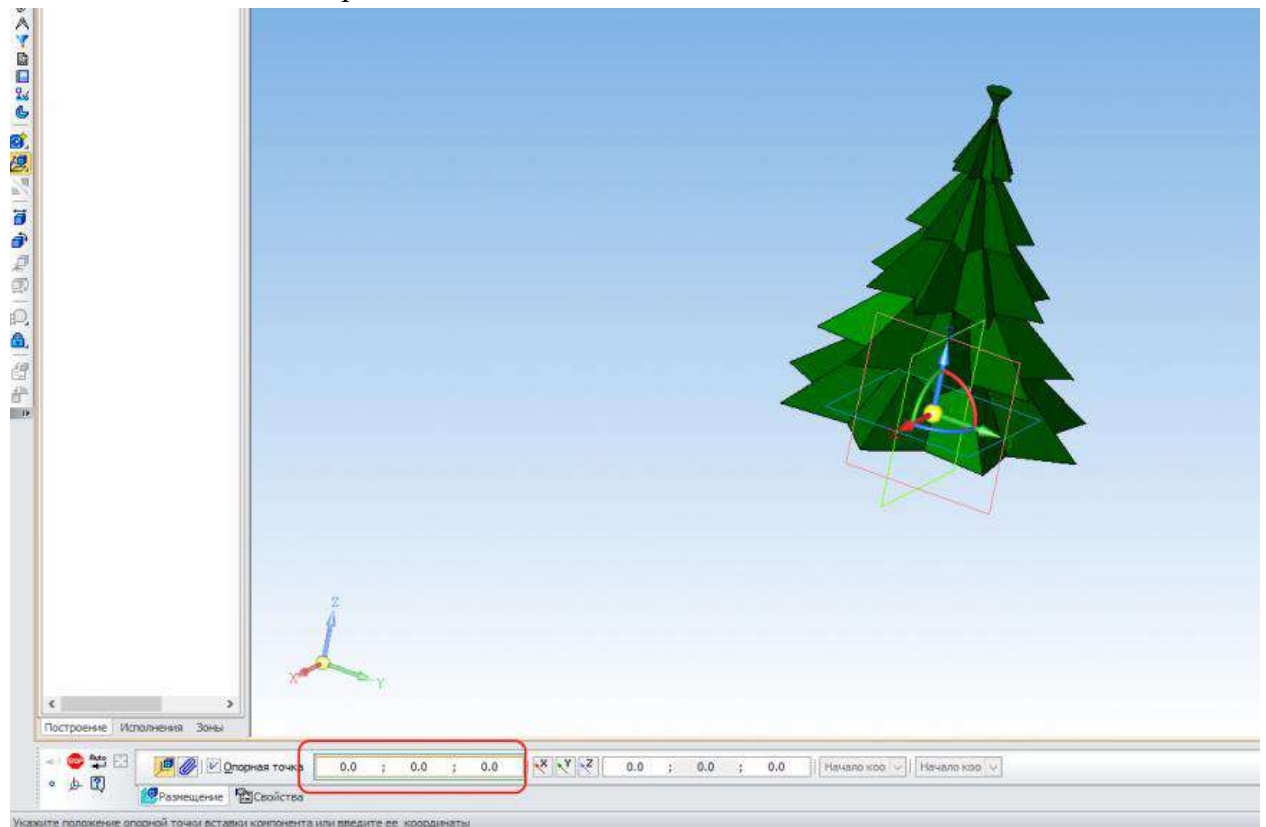 Z
X
Y
Построение Исполнения Зоны
Auto
STOP
Опорная точка 0.0 ; 0.0 ; 0.0 X Y Z 0.0 ; 0.0 ; 0.0 Начало коо Начало коо
Размещение Свойства
Укажите положение опорной точки вставки компонента или введите ее координаты